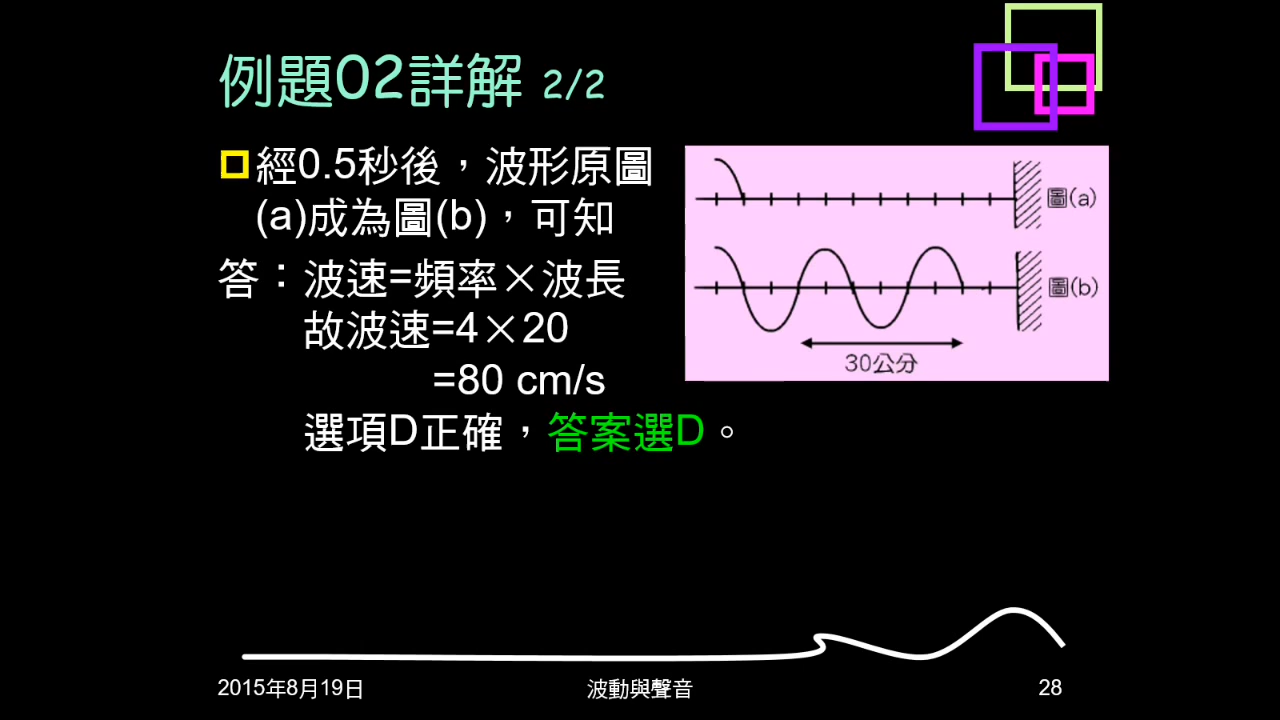 例題02詳解 2/2
經0.5秒後，波形原圖
(a)成為圖(b)，可知
答：波速=頻率×波長
故波速=4×20
=80 cm/s
選項D正確，答案選D。
圖(a)
圖(b)
30公分
2015年8月19日
波動與聲音
28